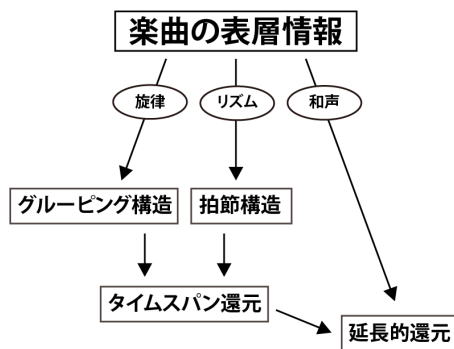 楽曲の表層情報
旋律
リズム
和声
グルーピング構造
拍節構造
タイムスパン還元
延長的還元